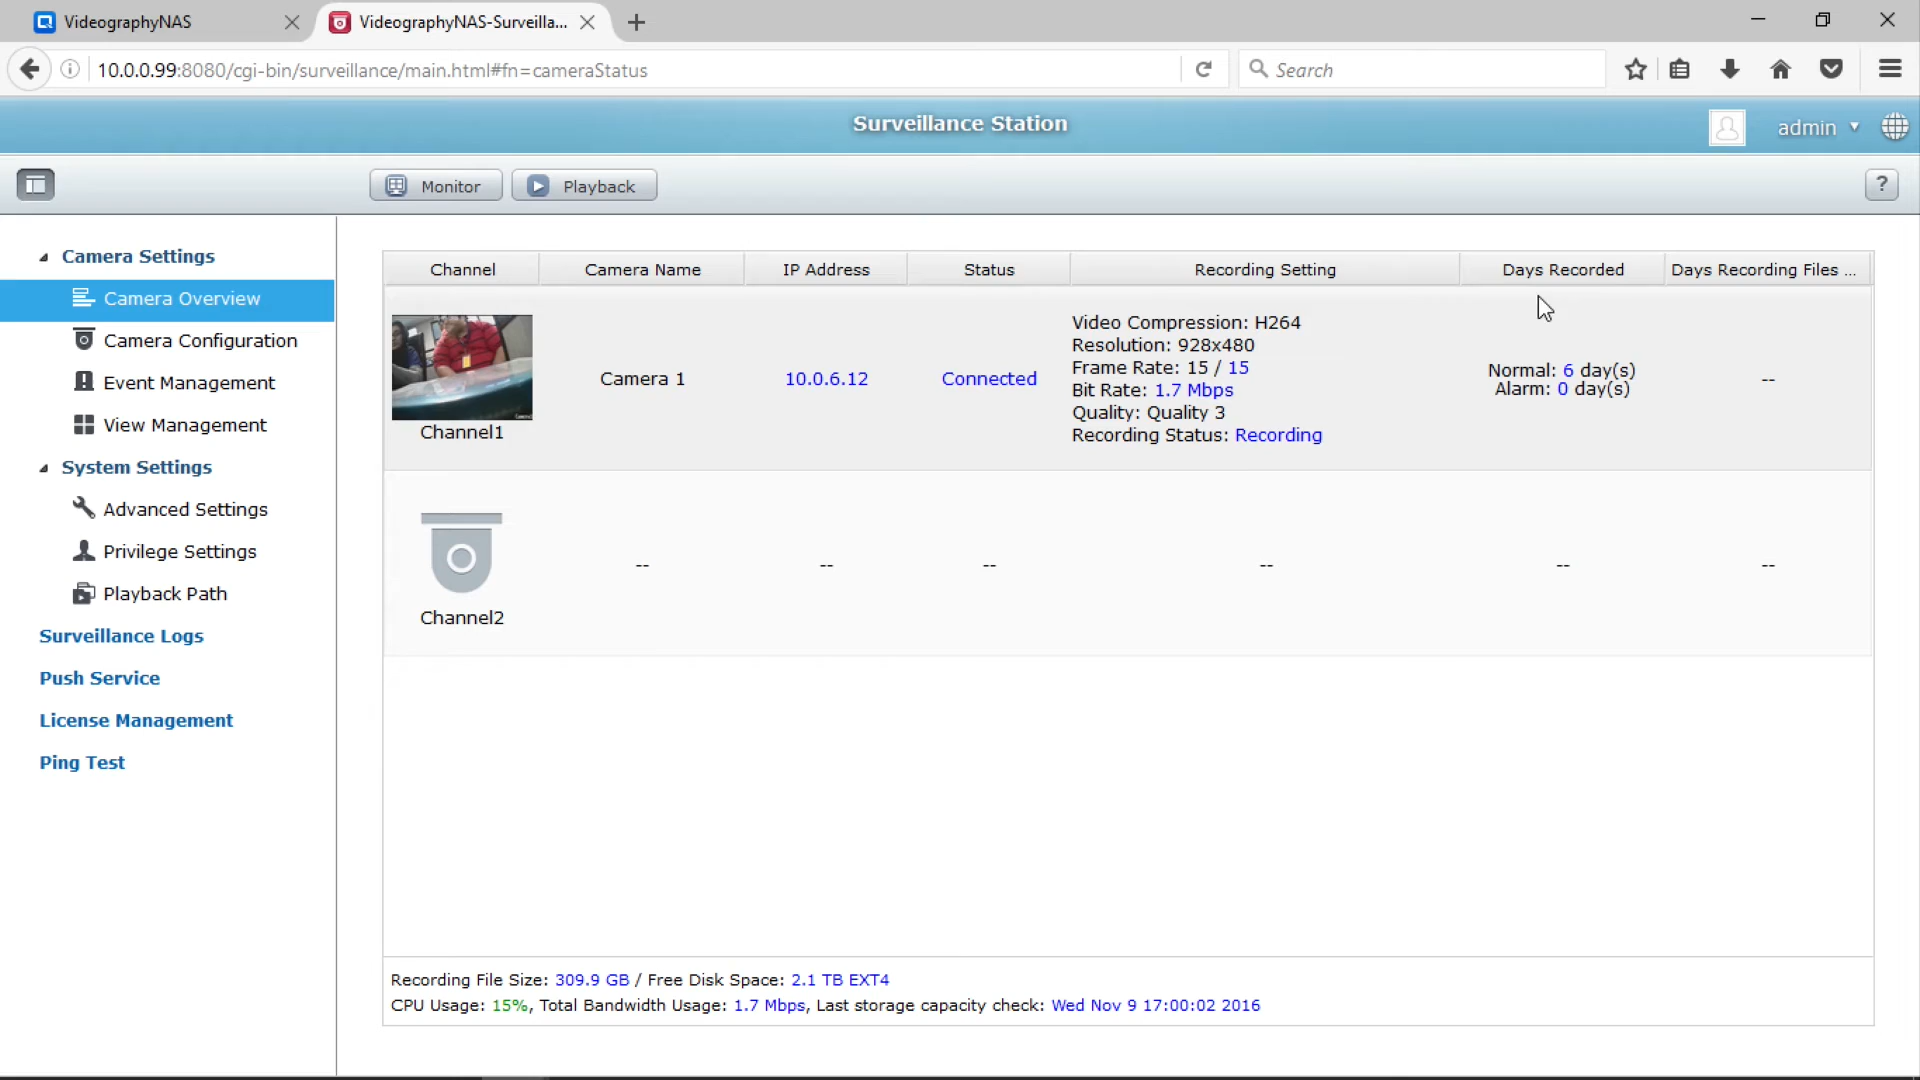 VideographyNAS
VideographyNAS-Surveilla...
10.0.0.99:8080/cgi-bin/surveillance/main.html#fn=cameraStatus
Search
Surveillance Station
admin
Monitor
Playback
?
Camera Settings
Camera Overview
Camera Configuration
Event Management
View Management
System Settings
Advanced Settings
Privilege Settings
Playback Path
Surveillance Logs
Push Service
License Management
Ping Test
Channel Camera Name IP Address Status Recording Setting Days Recorded Days Recording Files ...
Channel1
Camera 1
10.0.6.12
Connected
Video Compression: H264
Resolution: 928x480
Frame Rate: 15 / 15
Bit Rate: 1.7 Mbps
Quality: Quality 3
Recording Status: Recording
Normal: 6 day(s)
Alarm: 0 day(s)
--
Channel2
-- -- -- -- -- --
Recording File Size: 309.9 GB / Free Disk Space: 2.1 TB EXT4
CPU Usage: 15%, Total Bandwidth Usage: 1.7 Mbps, Last storage capacity check: Wed Nov 9 17:00:02 2016